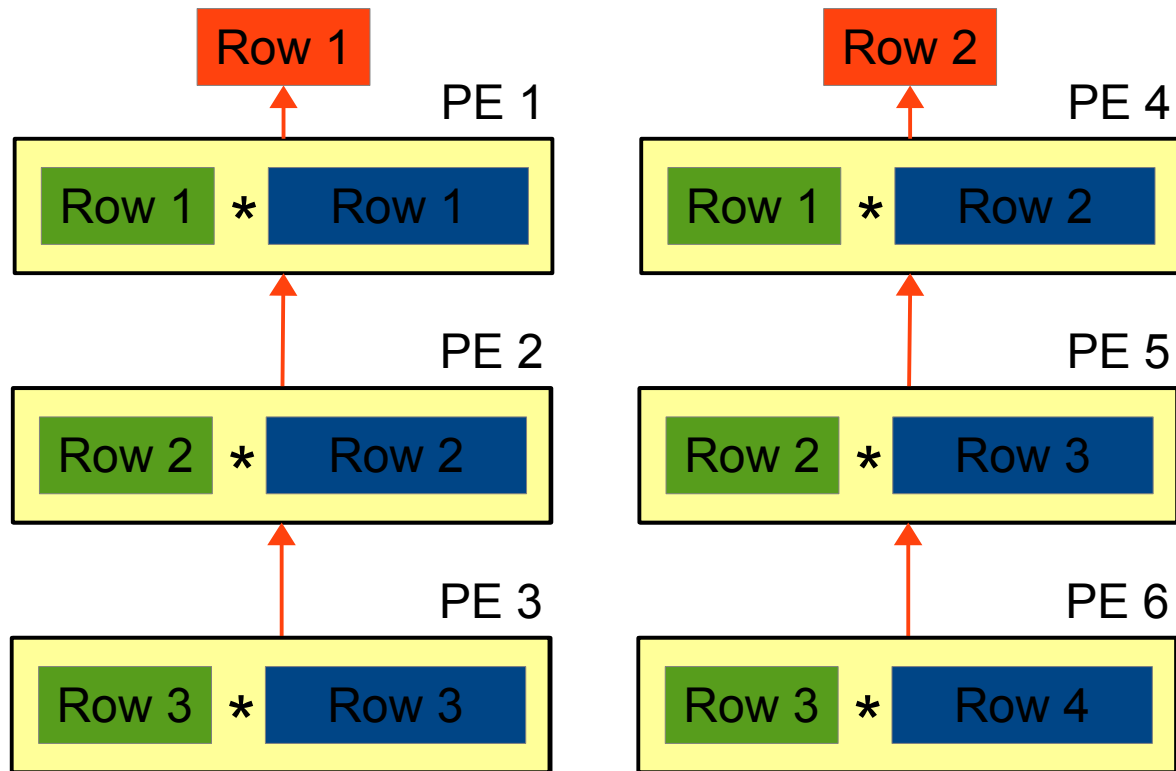 Row 1
PE 1
Row 1 * Row 1
PE 2
Row 2 * Row 2
PE 3
Row 3 * Row 3
Row 2
PE 4
Row 1 * Row 2
PE 5
Row 2 * Row 3
PE 6
Row 3 * Row 4